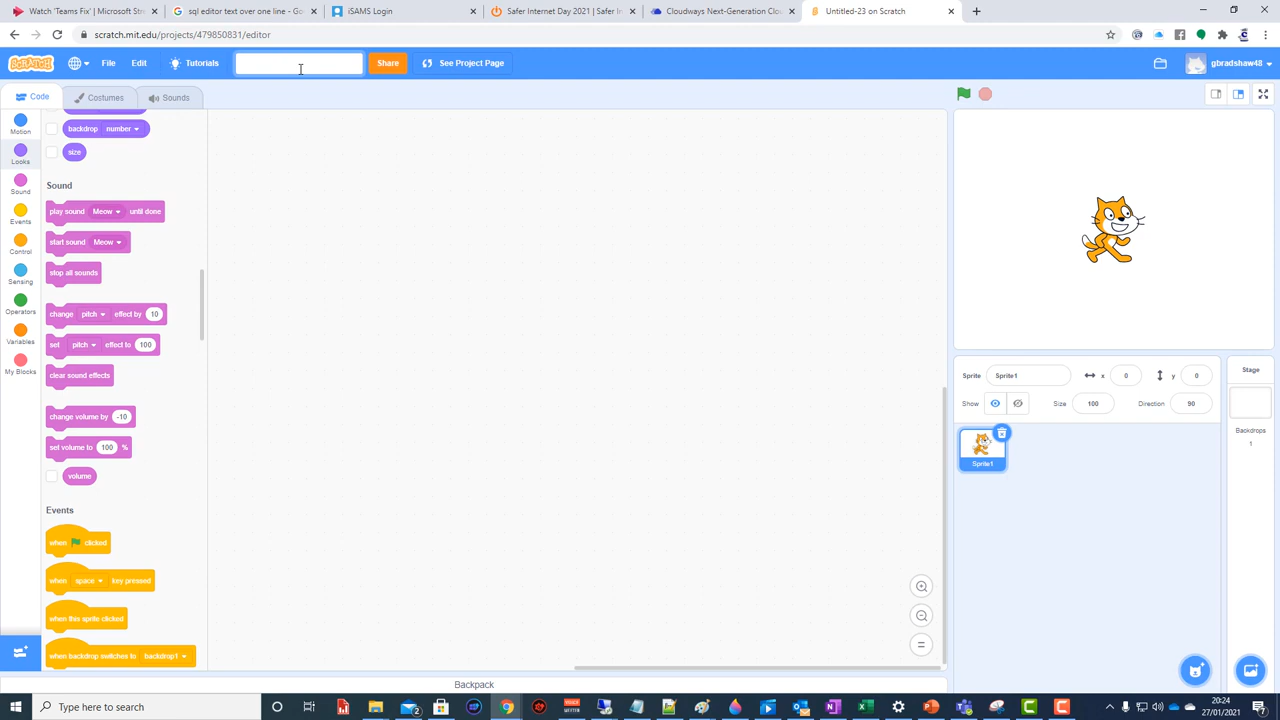 Watch 'Teams Fix' | Microsoft Stre
sql editor text over one line - Go
iSAMS Login
Safer Internet Day 2021 | Safer In
Cloudways Next-Generation Clou
Untitled-23 on Scratch
scratch.mit.edu/projects/479850831/editor
SCRATCH File Edit Tutorials Share See Project Page gbradshaw48
Code Costumes Sounds
Motion
Looks
Sound
Events
Control
Sensing
Operators
Variables
My Blocks
backdrop number
size
Sound
play sound Meow until done
start sound Meow
stop all sounds
change pitch effect by 10
set pitch effect to 100
clear sound effects
change volume by -10
set volume to 100 %
volume
Events
when clicked
when space key pressed
when this sprite clicked
when backdrop switches to backdrop1
Sprite Sprite1 x 0 y 0
Show Size 100 Direction 90
Sprite1
Stage
Backdrops
1
Backpack
Type here to search
20:24
27/01/2021